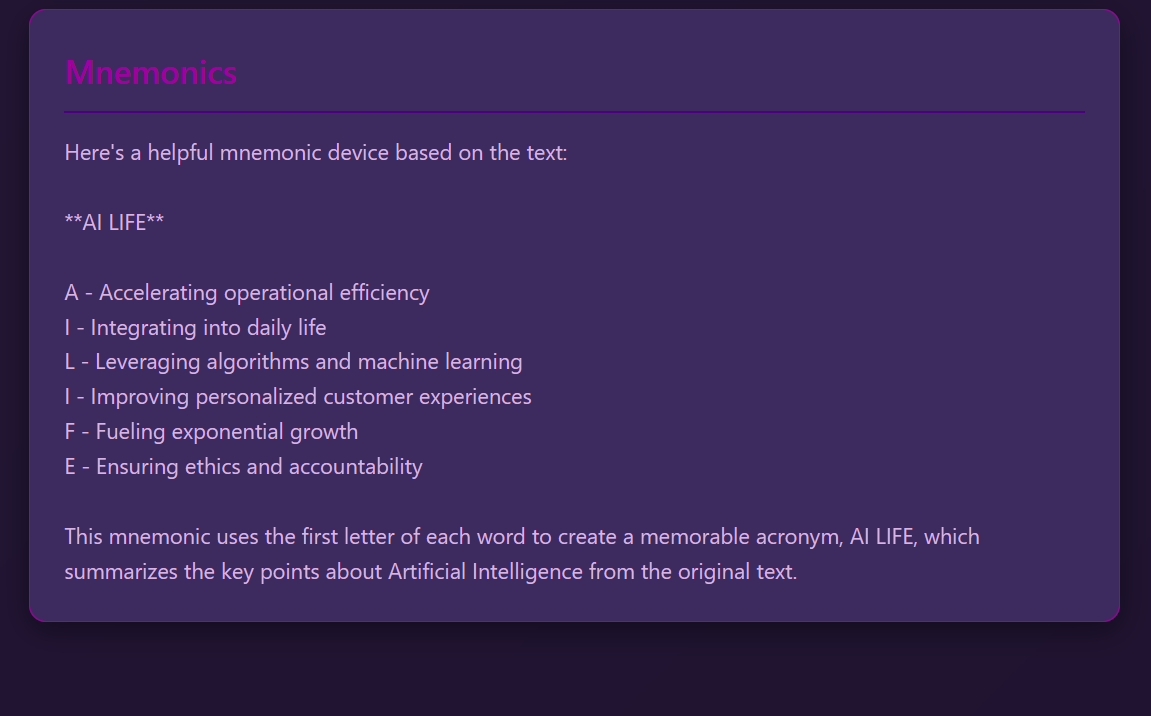 Mnemonics
Here's a helpful mnemonic device based on the text:
**AI LIFE**
A - Accelerating operational efficiency
I - Integrating into daily life
L - Leveraging algorithms and machine learning
I - Improving personalized customer experiences
F - Fueling exponential growth
E - Ensuring ethics and accountability
This mnemonic uses the first letter of each word to create a memorable acronym, AI LIFE, which
summarizes the key points about Artificial Intelligence from the original text.